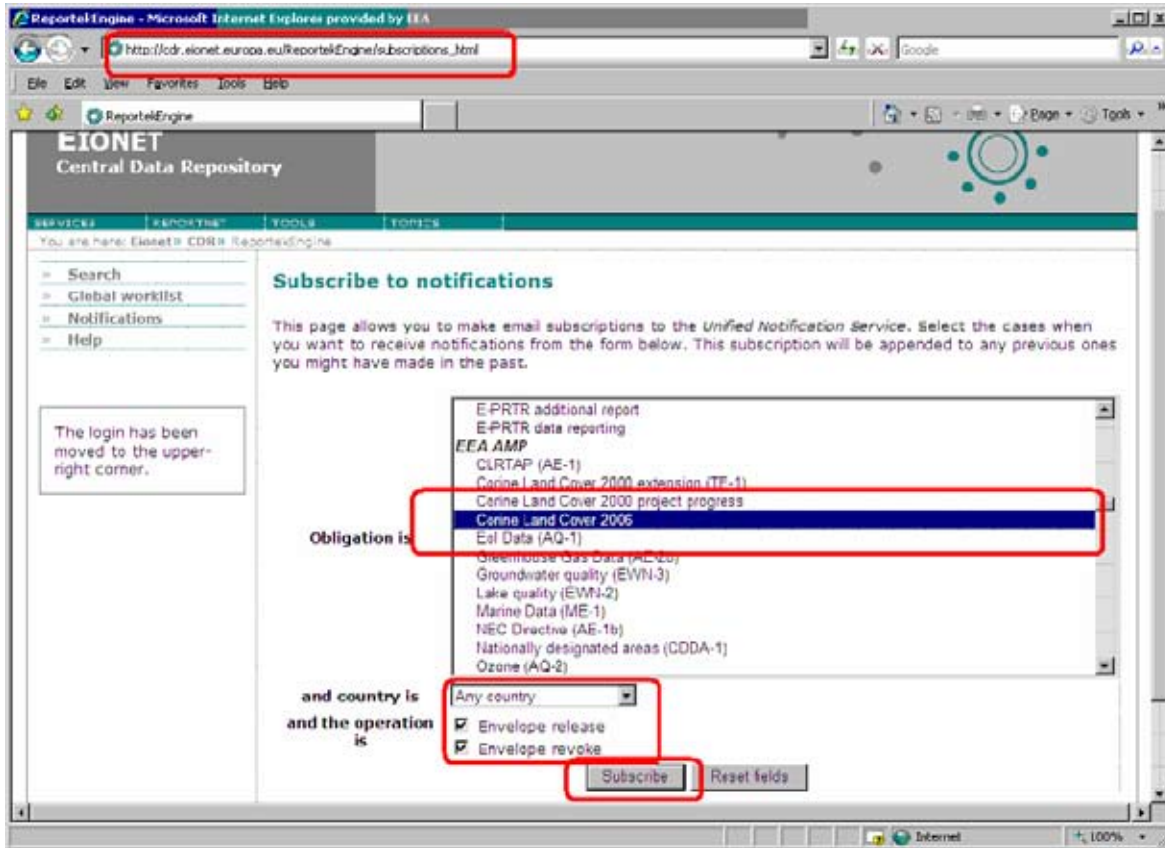 ReportekEngine - Microsoft Internet Explorer provided by EEA
http://cdr.eionet.europa.eu/ReportekEngine/subscriptions_html
Google
File Edit View Favorites Tools Help
ReportekEngine
Page Tools
EIONET
Central Data Repository
SERVICES REPORTNET TOOLS TOPICS
You are here: Eionet » CDR » ReportekEngine
» Search
» Global worklist
» Notifications
» Help
The login has been
moved to the upper-
right corner.
Subscribe to notifications
This page allows you to make email subscriptions to the Unified Notification Service. Select the cases when
you want to receive notifications from the form below. This subscription will be appended to any previous ones
you might have made in the past.
Obligation is
E-PRTR additional report
E-PRTR data reporting
EEA AMP
CLRTAP (AE-1)
Corine Land Cover 2000 extension (TE-1)
Corine Land Cover 2000 project progress
Corine Land Cover 2006
EoI Data (AQ-1)
Greenhouse Gas Data (AE-2b)
Groundwater quality (EWN-3)
Lake quality (EWN-2)
Marine Data (ME-1)
NEC Directive (AE-1b)
Nationally designated areas (CDDA-1)
Ozone (AQ-2)
and country is Any country
and the operation
is
Envelope release
Envelope revoke
Subscribe Reset fields
Internet 100%